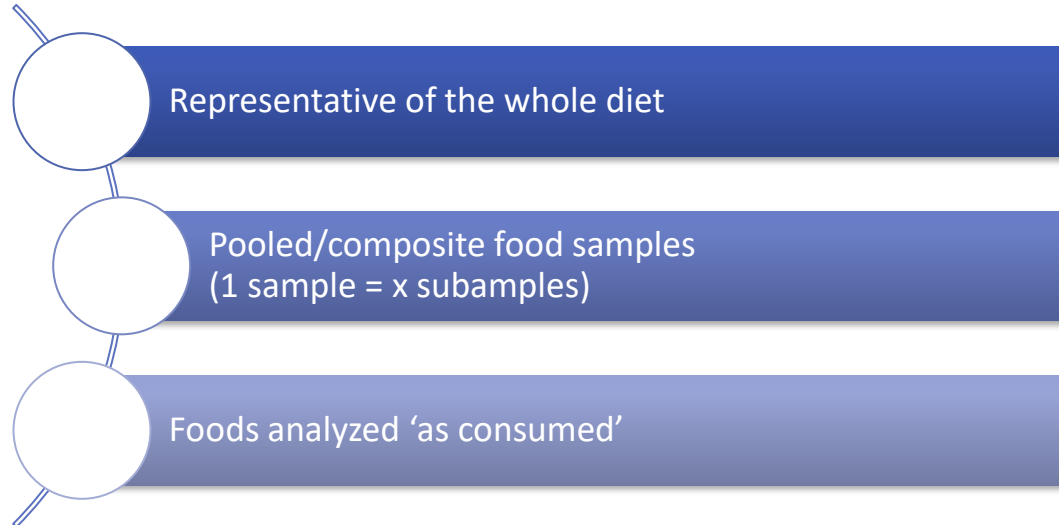 Representative of the whole diet
Pooled/composite food samples
(1 sample = x subamples)
Foods analyzed ‘as consumed’